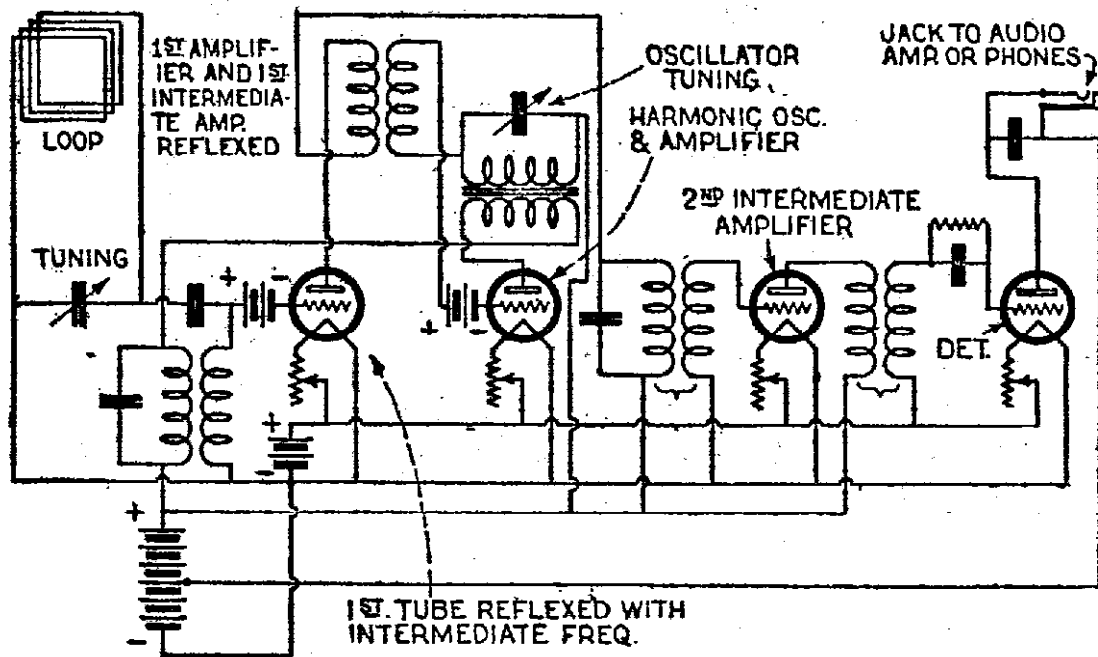 LOOP
1ST AMPLIF-
IER AND 1ST
INTERMEDIA-
TE AMP.
REFLEXED
OSCILLATOR
TUNING
HARMONIC OSC.
& AMPLIFIER
2ND INTERMEDIATE
AMPLIFIER
JACK TO AUDIO
AMP. OR PHONES
TUNING
+ -
+ -
DET.
+
-
+
-
1ST. TUBE REFLEXED WITH
INTERMEDIATE FREQ.